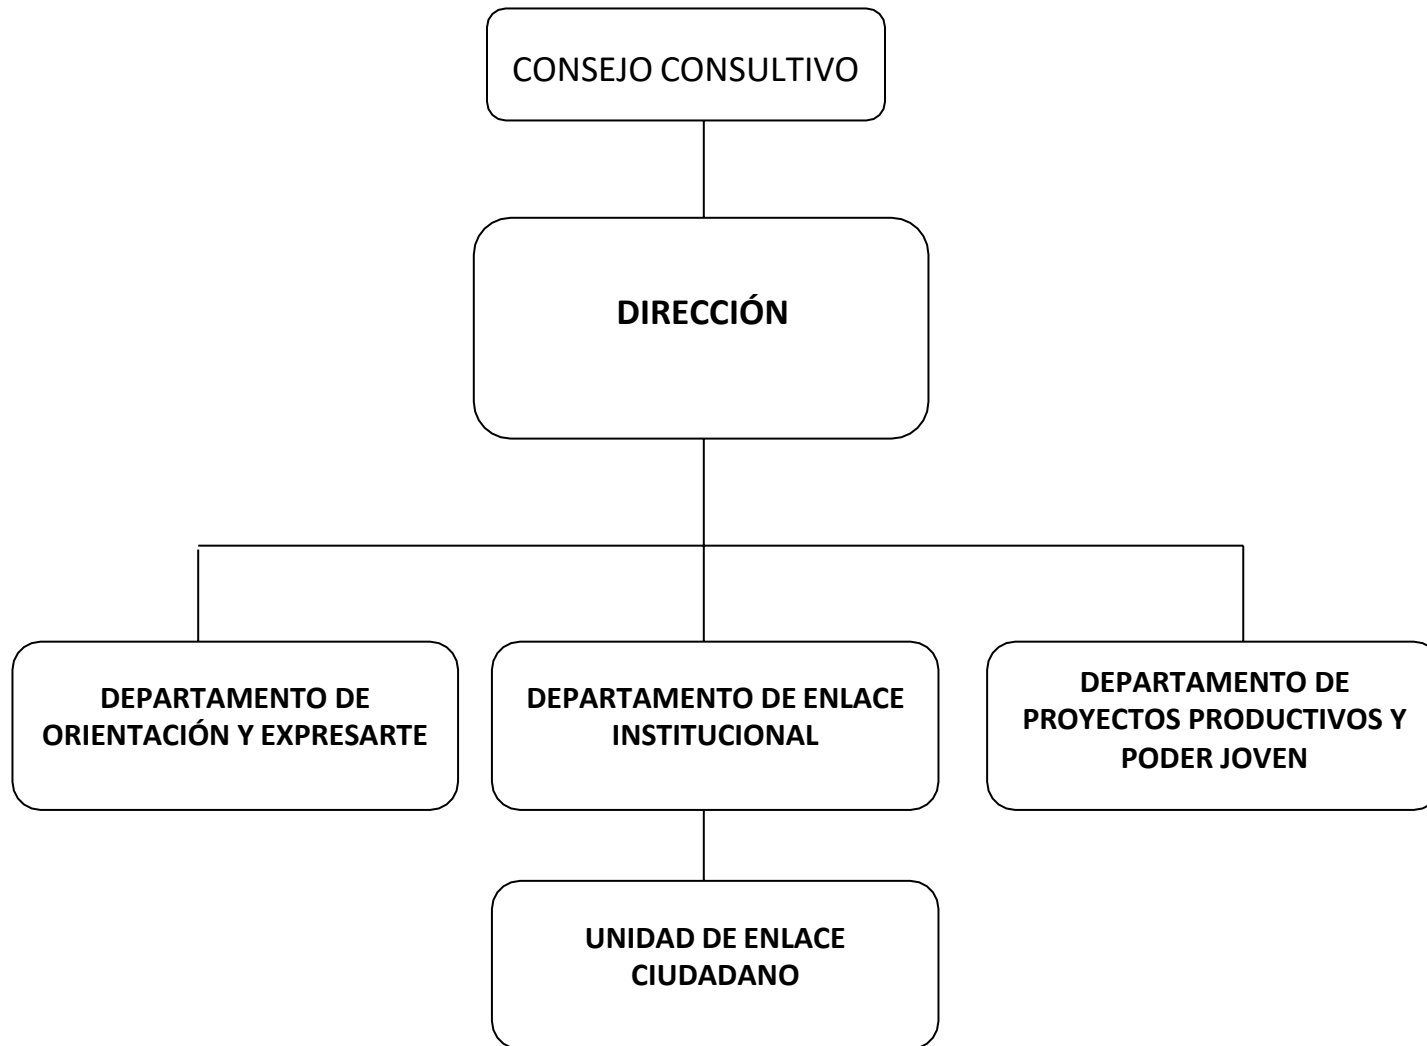 CONSEJO CONSULTIVO
DIRECCIÓN
DEPARTAMENTO DE
ORIENTACIÓN Y EXPRESARTE
DEPARTAMENTO DE ENLACE
INSTITUCIONAL
DEPARTAMENTO DE
PROYECTOS PRODUCTIVOS Y
PODER JOVEN
UNIDAD DE ENLACE
CIUDADANO